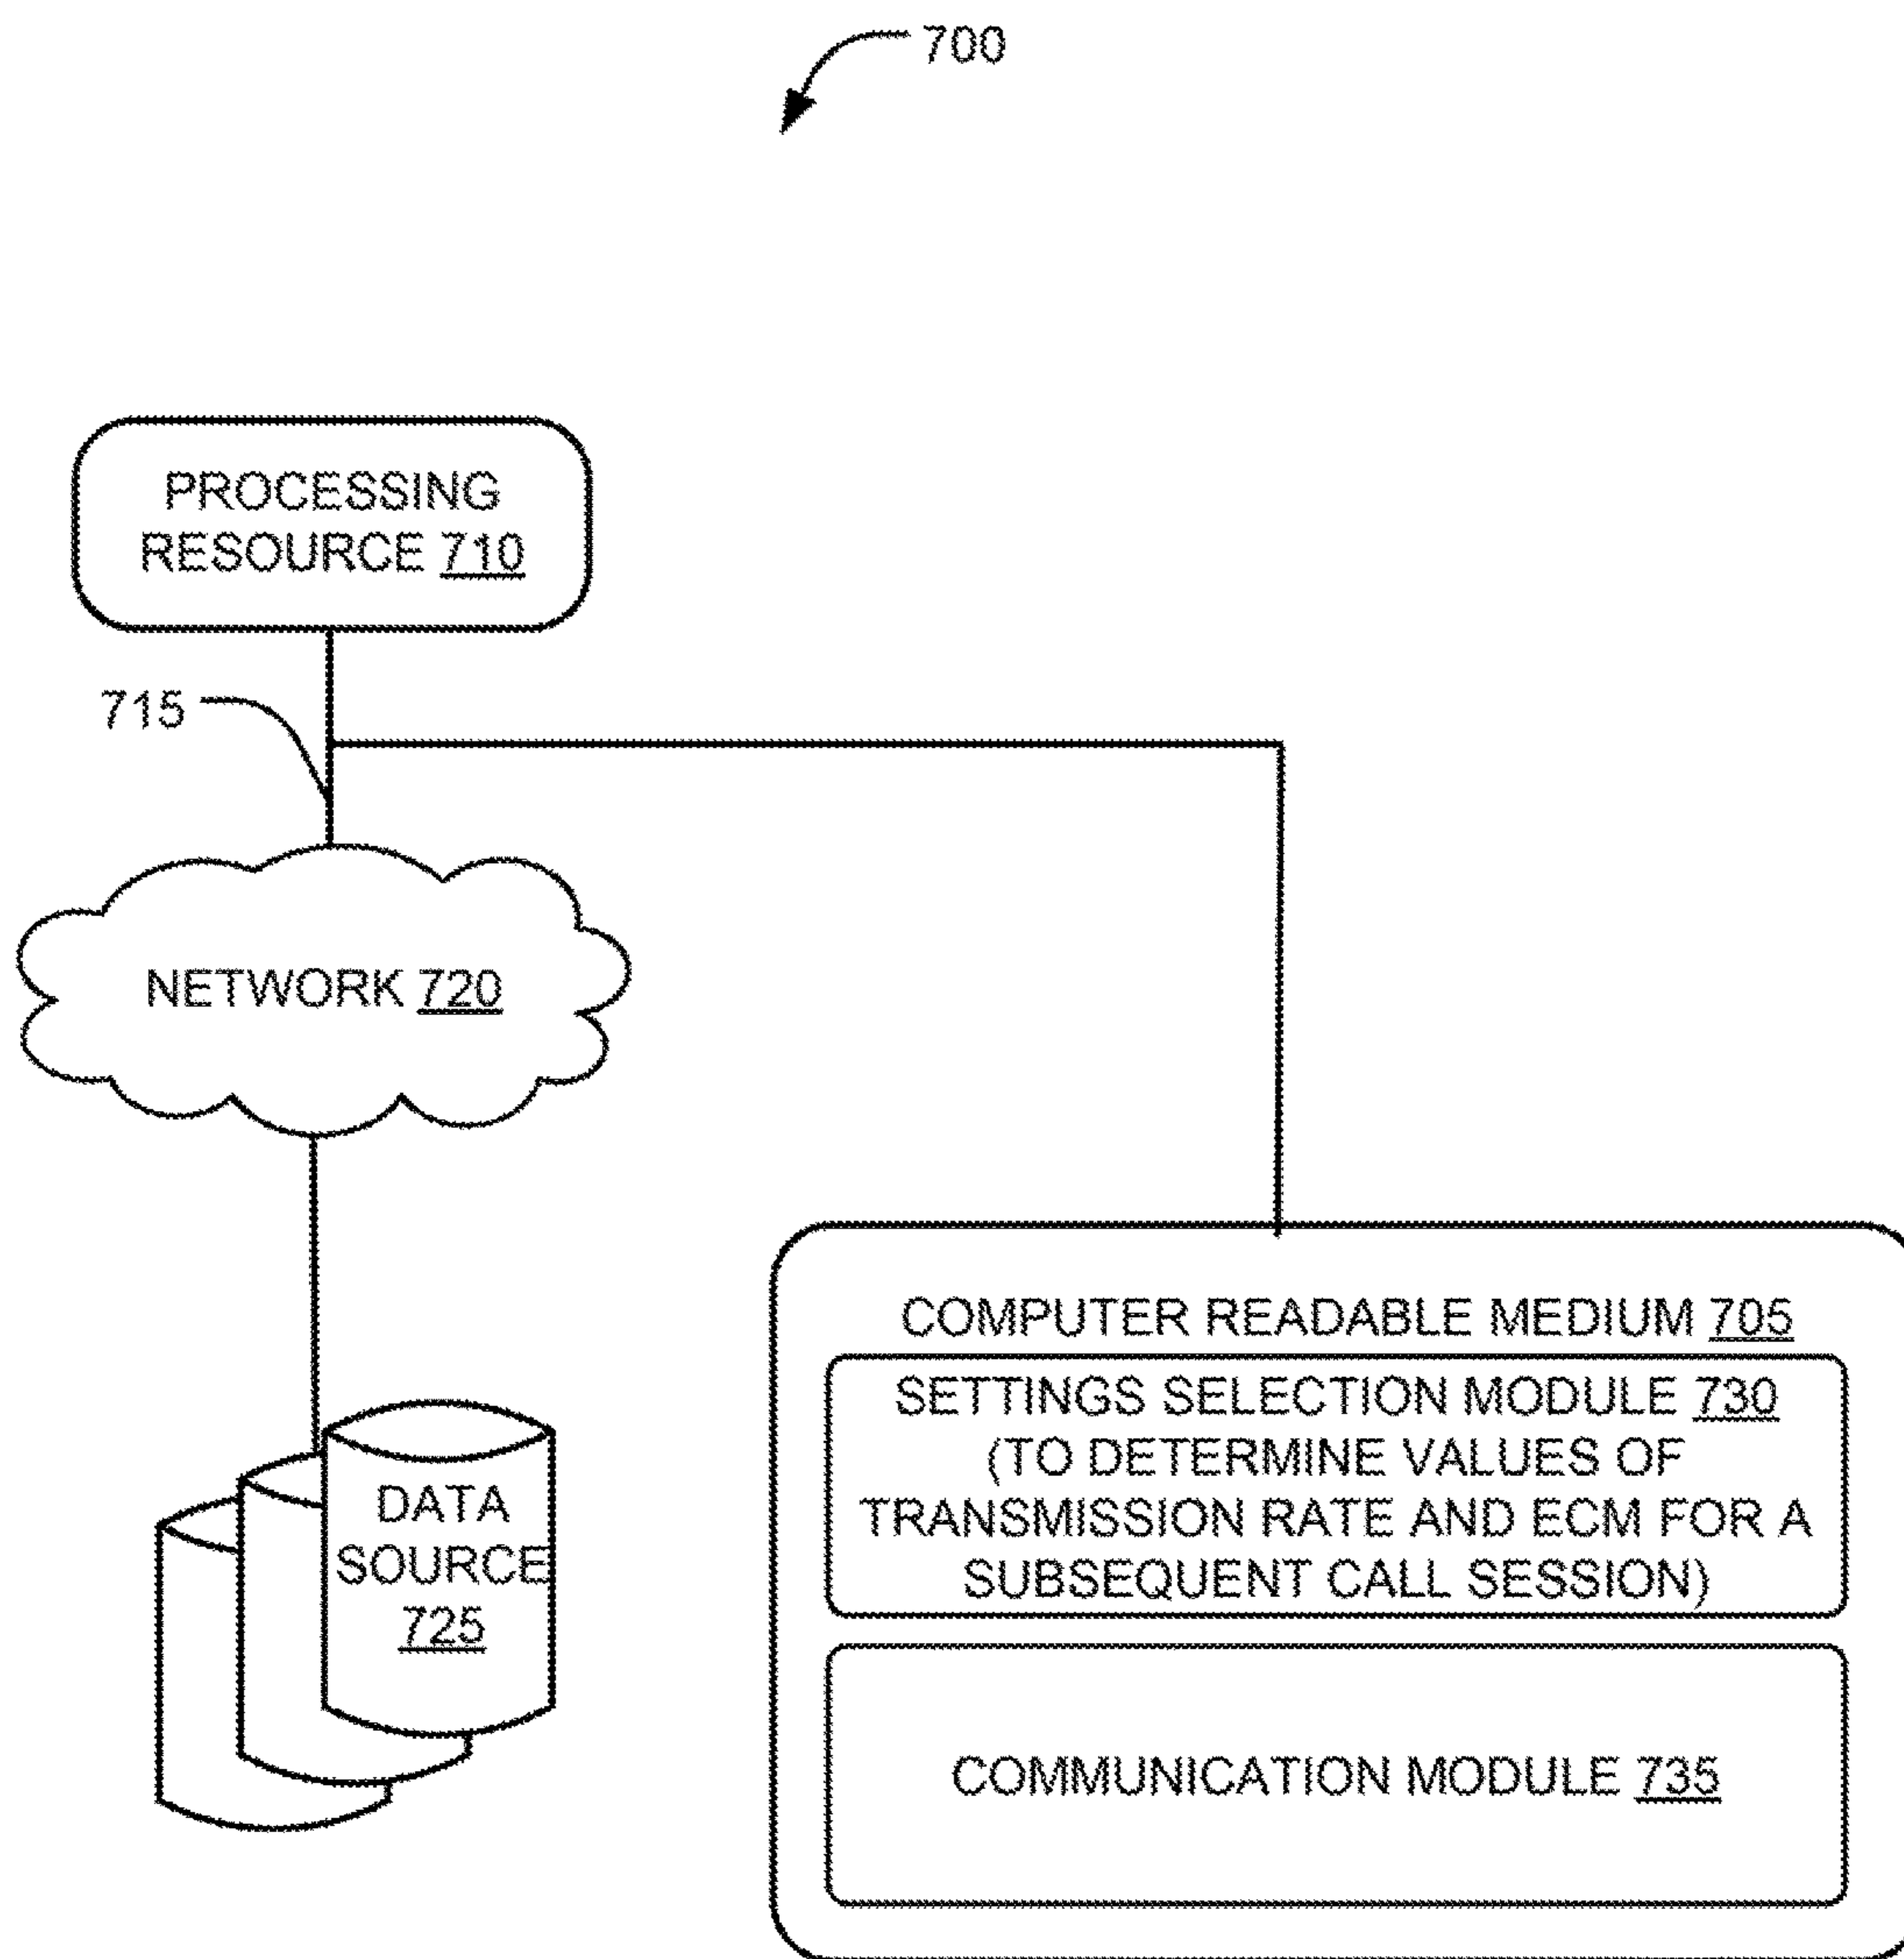 700
PROCESSING
RESOURCE 710
715
NETWORK 720
DATA
SOURCE
725
COMPUTER READABLE MEDIUM 705
SETTINGS SELECTION MODULE 730
(TO DETERMINE VALUES OF
TRANSMISSION RATE AND ECM FOR A
SUBSEQUENT CALL SESSION)
COMMUNICATION MODULE 735